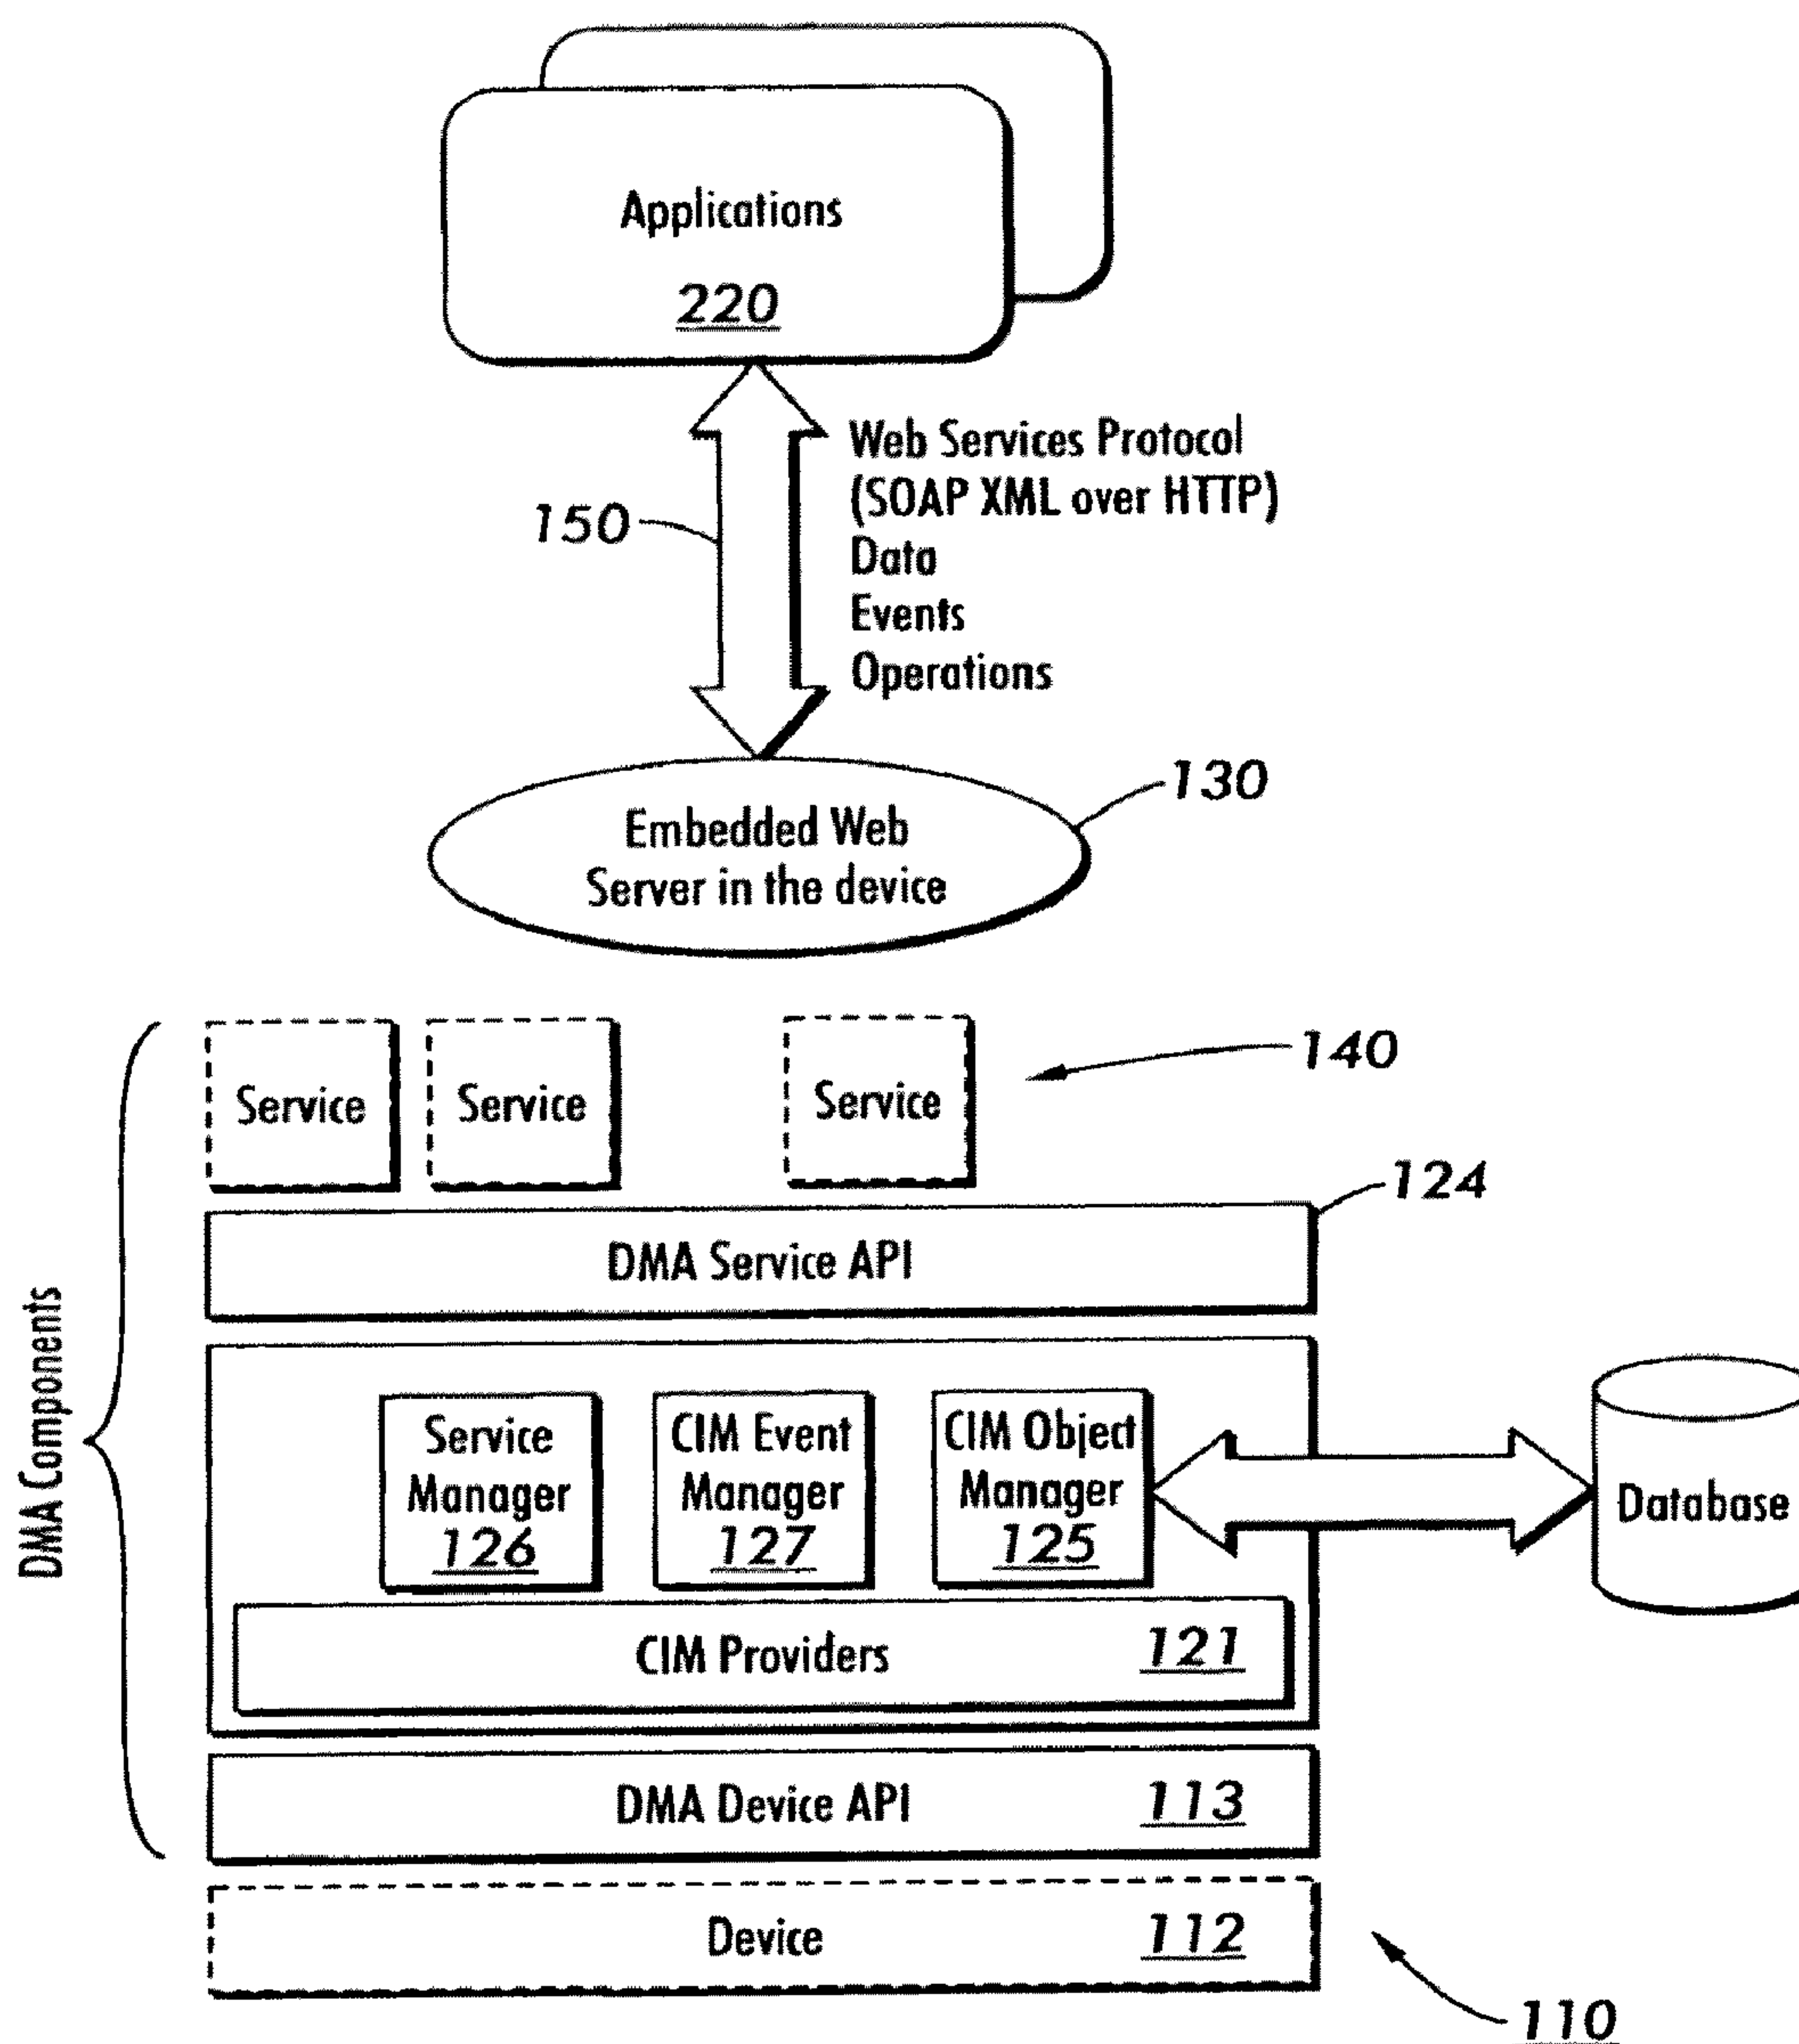 Applications
220
Web Services Protocol
(SOAP XML over HTTP)
Data
Events
Operations
150
130
Embedded Web
Server in the device
140
Service
Service
Service
124
DMA Service API
DMA Components
Service
Manager
126
CIM Event
Manager
127
CIM Object
Manager
125
Database
CIM Providers 121
DMA Device API 113
Device 112
110